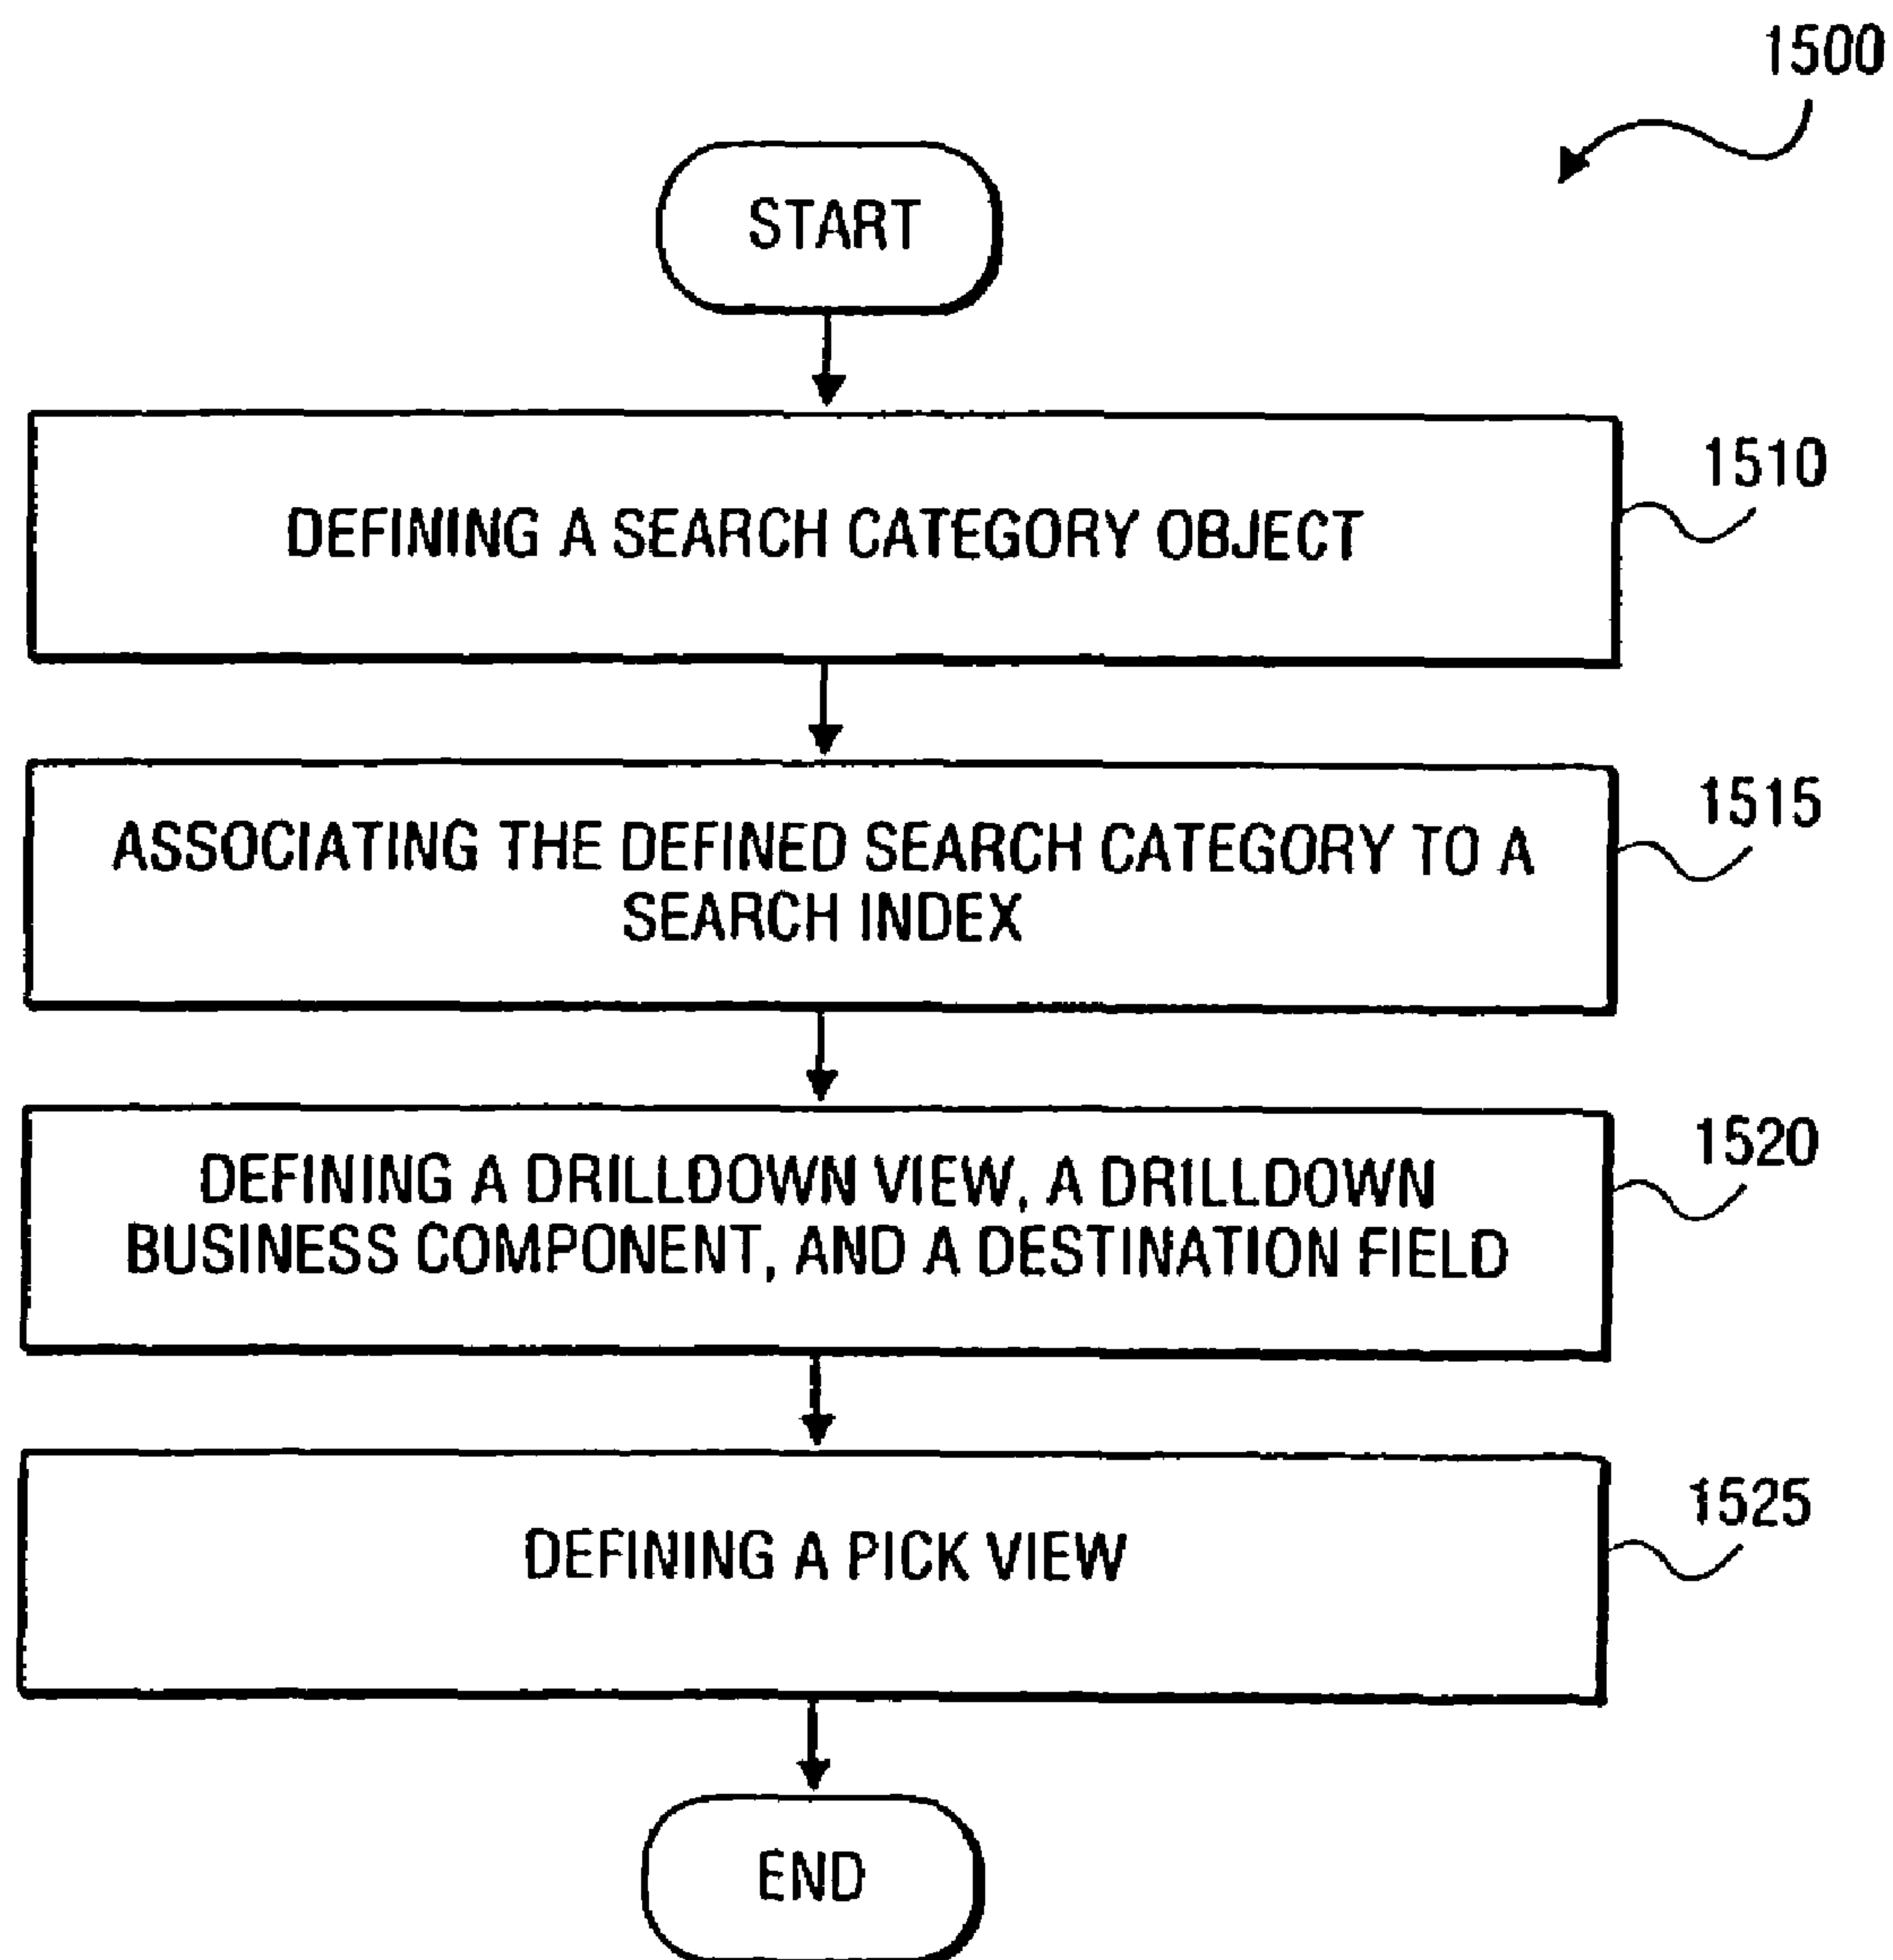 1500
START
DEFINING A SEARCH CATEGORY OBJECT
1510
ASSOCIATING THE DEFINED SEARCH CATEGORY TO A
SEARCH INDEX
1515
DEFINING A DRILLDOWN VIEW, A DRILLDOWN
BUSINESS COMPONENT, AND A DESTINATION FIELD
1520
DEFINING A PICK VIEW
1525
END